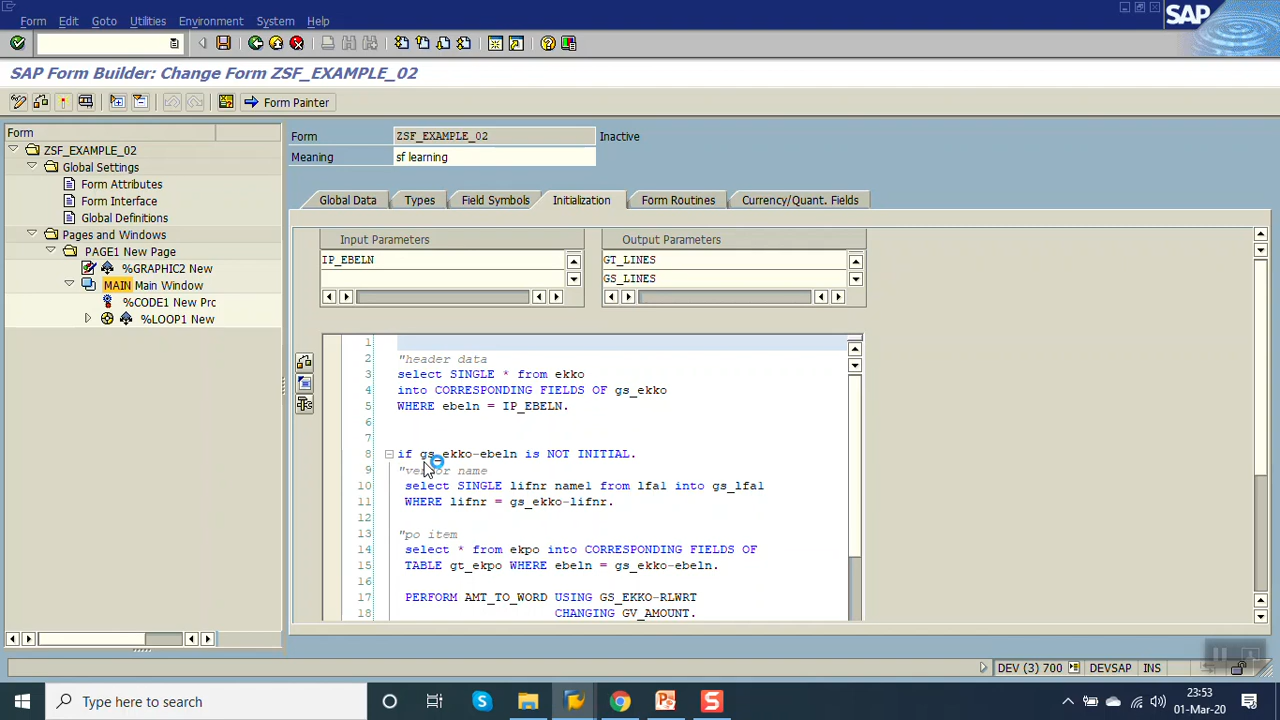 Form Edit Goto Utilities Environment System Help
SAP
SAP Form Builder: Change Form ZSF_EXAMPLE_02
Form Painter
Form
ZSF_EXAMPLE_02
Global Settings
Form Attributes
Form Interface
Global Definitions
Pages and Windows
PAGE1 New Page
%GRAPHIC2 New
MAIN Main Window
%CODE1 New Prc
%LOOP1 New
Form ZSF_EXAMPLE_02 Inactive
Meaning sf learning
Global Data Types Field Symbols Initialization Form Routines Currency/Quant. Fields
Input Parameters Output Parameters
IP_EBELN GT_LINES
GS_LINES
1
2 "header data
3 select SINGLE * from ekko
4 into CORRESPONDING FIELDS OF gs_ekko
5 WHERE ebeln = IP_EBELN.
6
7
8 if gs_ekko-ebeln is NOT INITIAL.
9 "vendor name
10 select SINGLE lifnr name1 from lfa1 into gs_lfa1
11 WHERE lifnr = gs_ekko-lifnr.
12
13 "po item
14 select * from ekpo into CORRESPONDING FIELDS OF
15 TABLE gt_ekpo WHERE ebeln = gs_ekko-ebeln.
16
17 PERFORM AMT_TO_WORD USING GS_EKKO-RLWRT
18 CHANGING GV_AMOUNT.
DEV (3) 700 DEVSAP INS
Type here to search
23:53
01-Mar-20